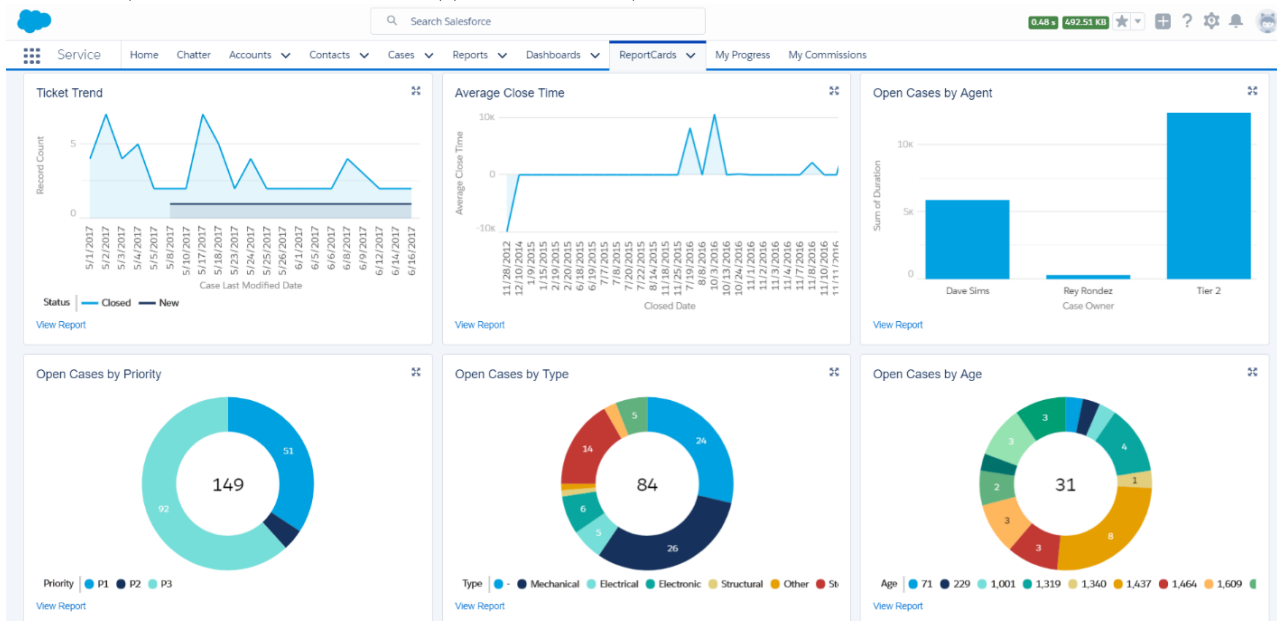 Search Salesforce
0.48 s 492.51 KB
Service Home Chatter Accounts Contacts Cases Reports Dashboards ReportCards My Progress My Commissions
Ticket Trend
Record Count
5
0
5/1/2017
5/2/2017
5/3/2017
5/4/2017
5/5/2017
5/8/2017
5/10/2017
5/17/2017
5/18/2017
5/23/2017
5/24/2017
5/25/2017
5/26/2017
6/1/2017
6/5/2017
6/6/2017
6/8/2017
6/9/2017
6/12/2017
6/14/2017
6/16/2017
Case Last Modified Date
Status Closed New
View Report
Average Close Time
Average Close Time
10K
0
-10K
11/28/2012
12/10/2014
1/9/2015
1/15/2015
2/19/2015
2/20/2015
6/18/2015
6/19/2015
7/7/2015
7/8/2015
7/20/2015
7/22/2015
8/14/2015
11/18/2015
11/25/2015
7/19/2016
8/8/2016
10/3/2016
10/13/2016
10/24/2016
11/1/2016
11/2/2016
11/3/2016
11/4/2016
11/7/2016
11/8/2016
11/10/2016
Closed Date
View Report
Open Cases by Agent
Sum of Duration
10K
5K
0
Dave Sims Rey Rondez Tier 2
Case Owner
View Report
Open Cases by Priority
51
149
92
Priority P1 P2 P3
View Report
Open Cases by Type
5
24
14
84
6
5
26
Type - Mechanical Electrical Electronic Structural Other
View Report
Open Cases by Age
3
3
4
31
2
1
3
8
3
Age 71 229 1,001 1,319 1,340 1,437 1,464 1,609
View Report